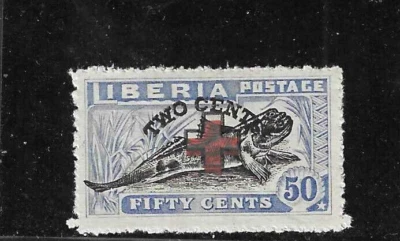 LIBERIA POSTAGE
TWO CENTS
FIFTY CENTS 50